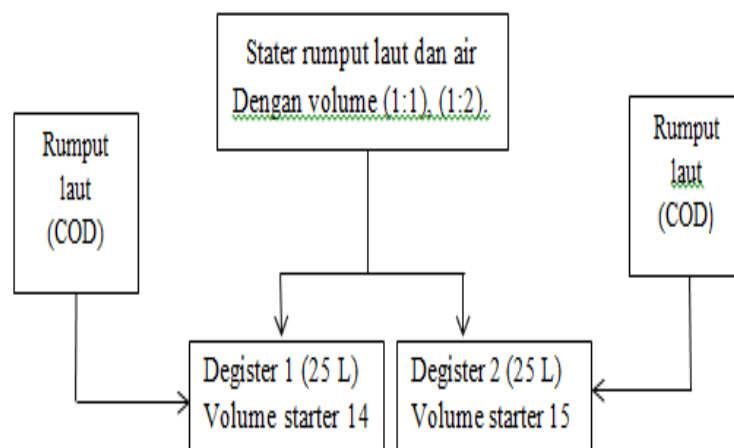 Stater rumput laut dan air
Dengan volume (1:1), (1:2).
Rumput
laut
(COD)
Rumput
laut
(COD)
Degister 1 (25 L)
Volume starter 14
Degister 2 (25 L)
Volume starter 15